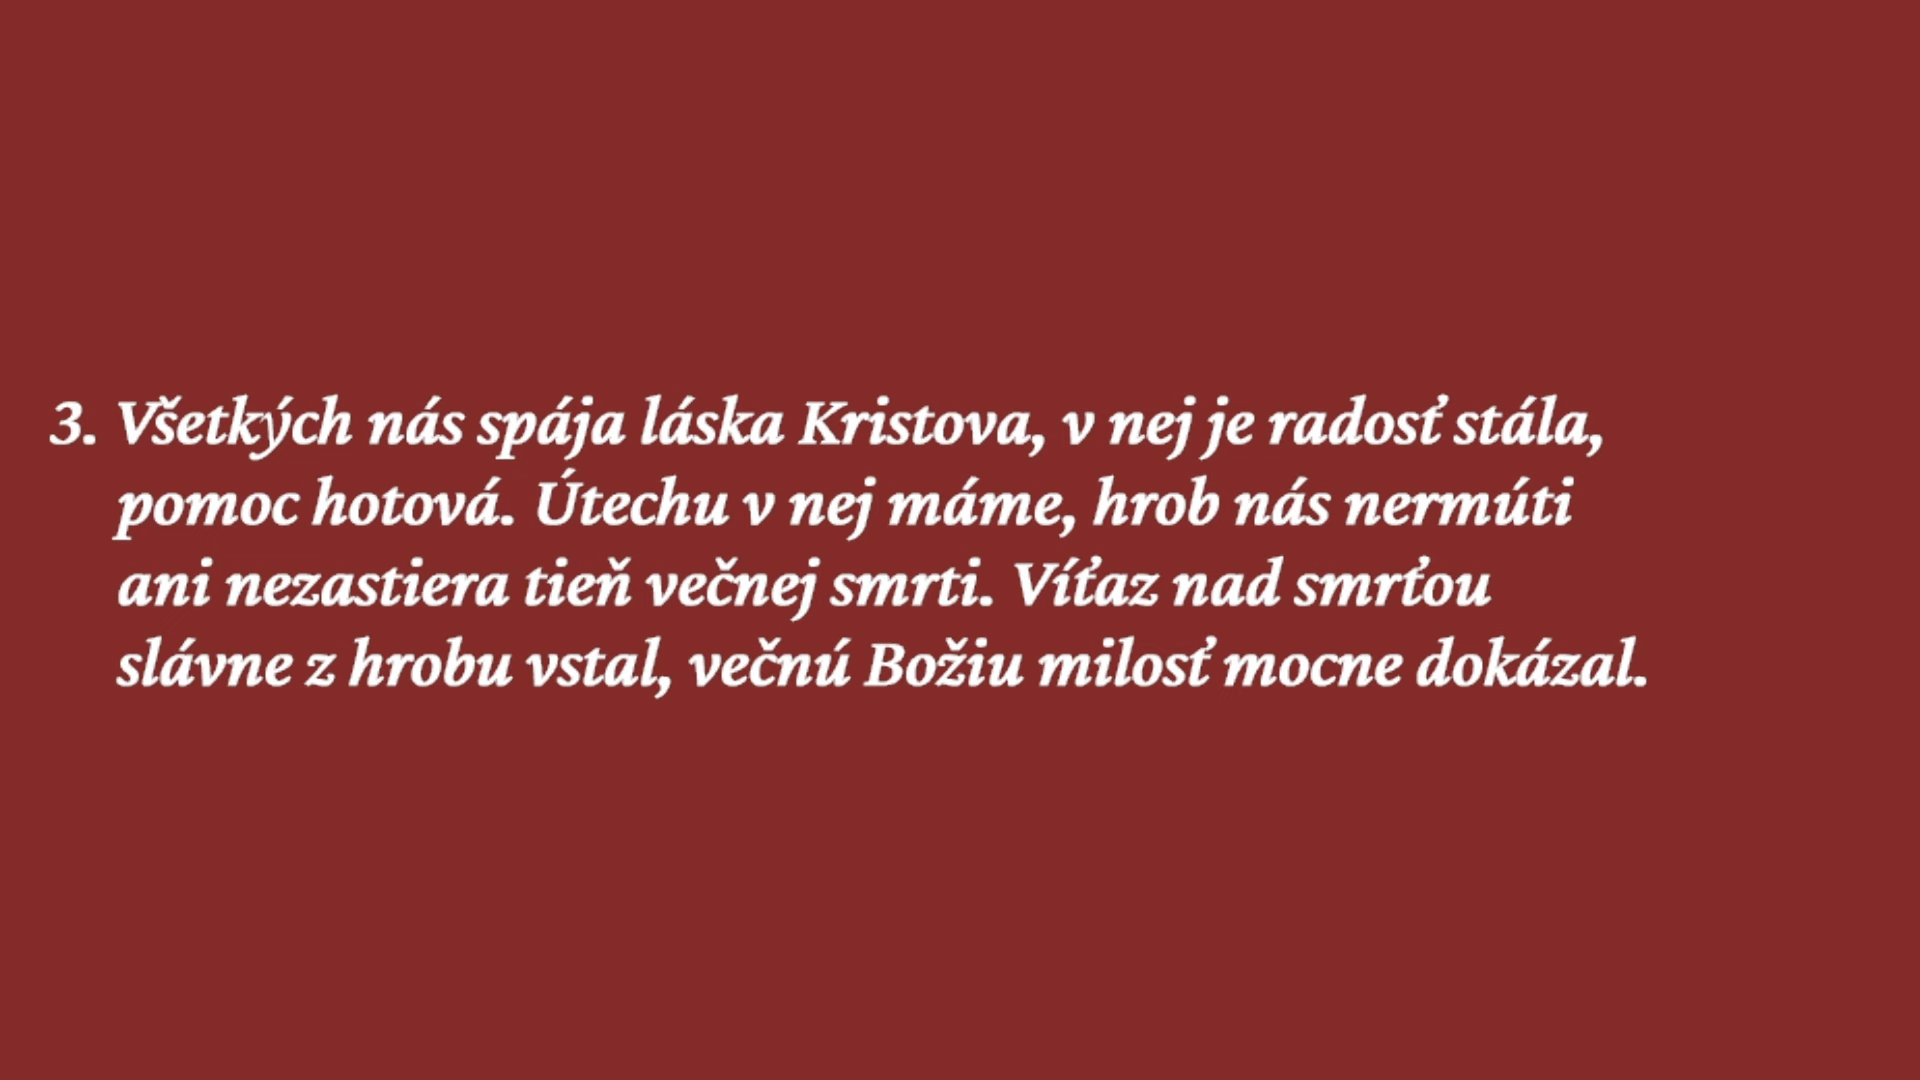 3. Všetkých nás spája láska Kristova, v nej je radosť stála,
pomoc hotová. Útechu v nej máme, hrob nás nermúti
ani nezastiera tieň večnej smrti. Víťaz nad smrťou
slávne z hrobu vstal, večnú Božiu milosť mocne dokázal.